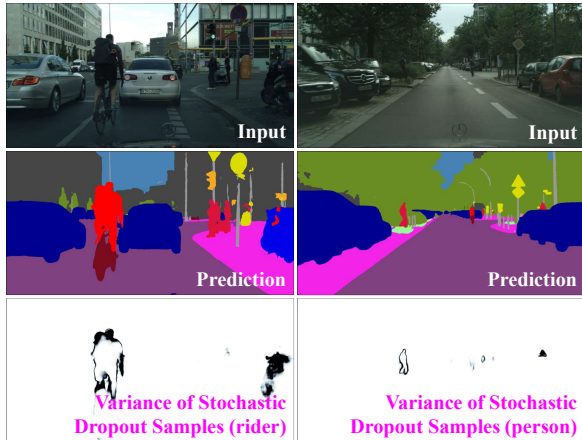 Input
Input
Prediction
Prediction
Variance of Stochastic
Dropout Samples (rider)
Variance of Stochastic
Dropout Samples (person)